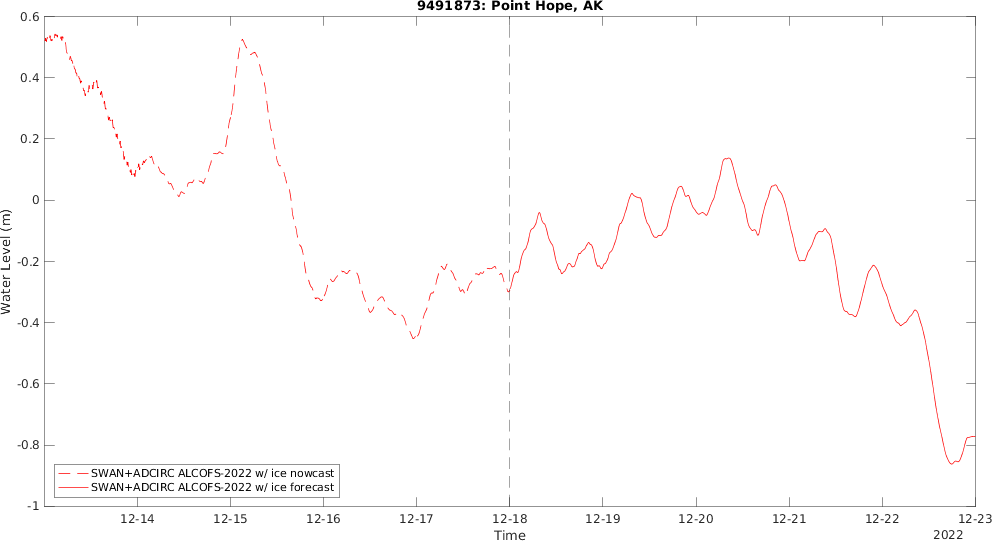 9491873: Point Hope, AK
0.6
0.4
0.2
0
-0.2
-0.4
-0.6
-0.8
-1
Water Level (m)
SWAN+ADCIRC ALCOFS-2022 w/ ice nowcast
SWAN+ADCIRC ALCOFS-2022 w/ ice forecast
12-14 12-15 12-16 12-17 12-18 12-19 12-20 12-21 12-22 12-23
Time
2022